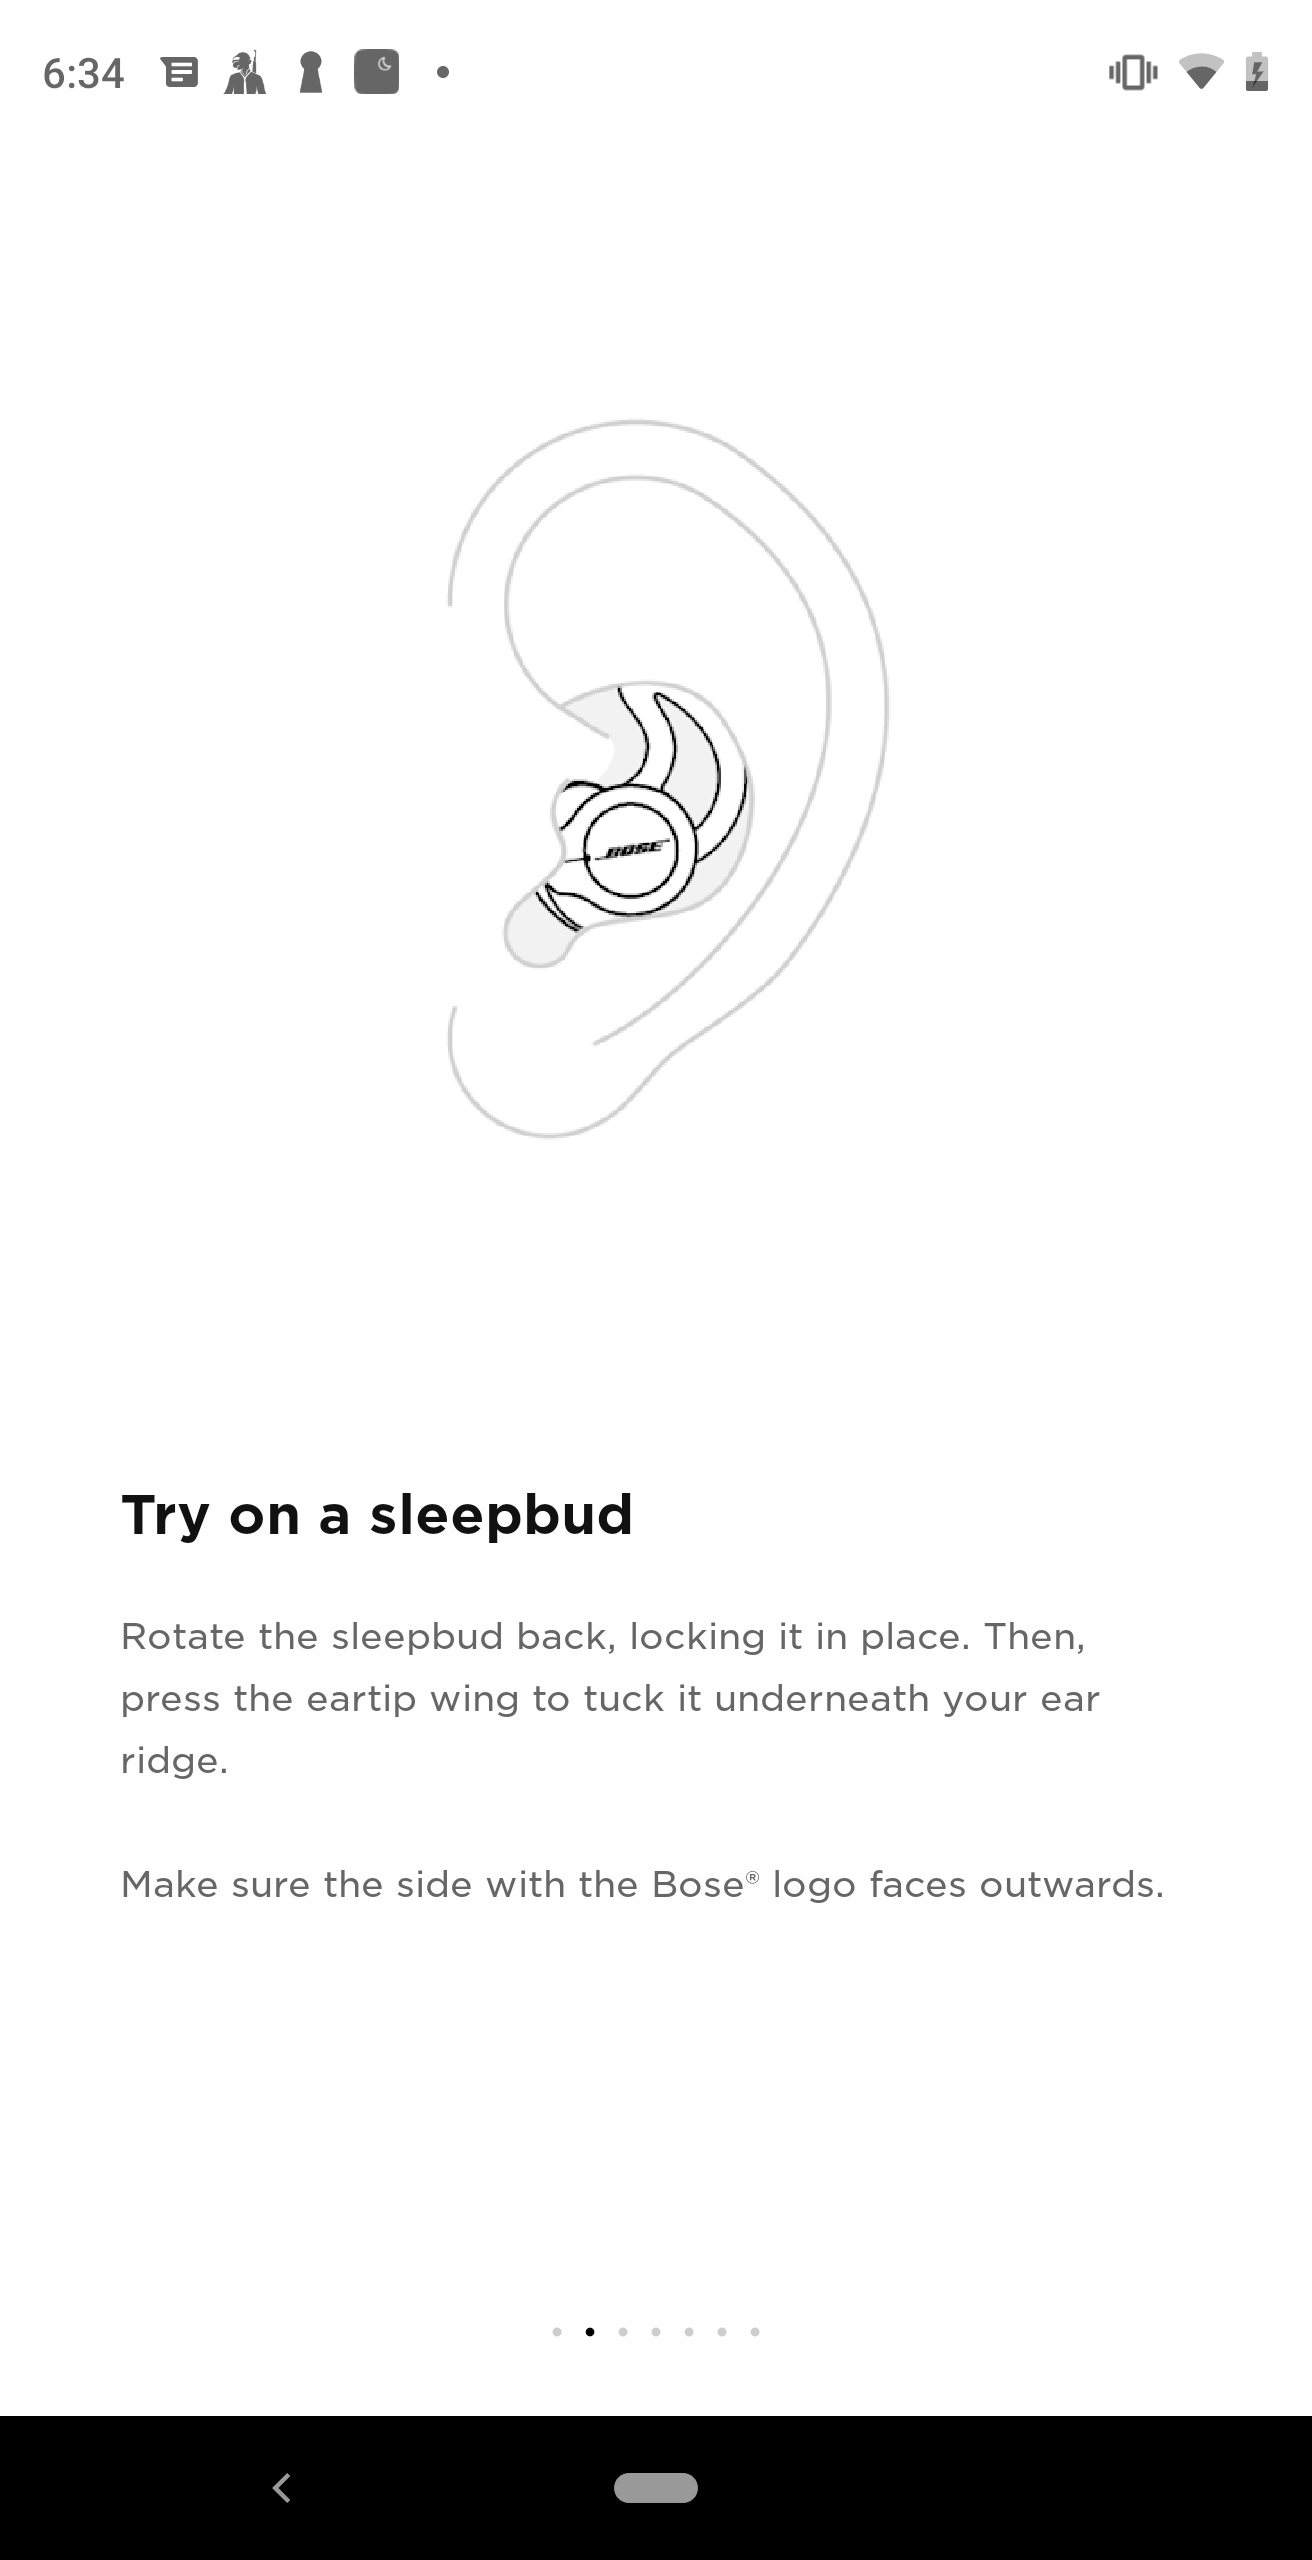 6:34
BOSE
Try on a sleepbud
Rotate the sleepbud back, locking it in place. Then,
press the eartip wing to tuck it underneath your ear
ridge.
Make sure the side with the Bose® logo faces outwards.